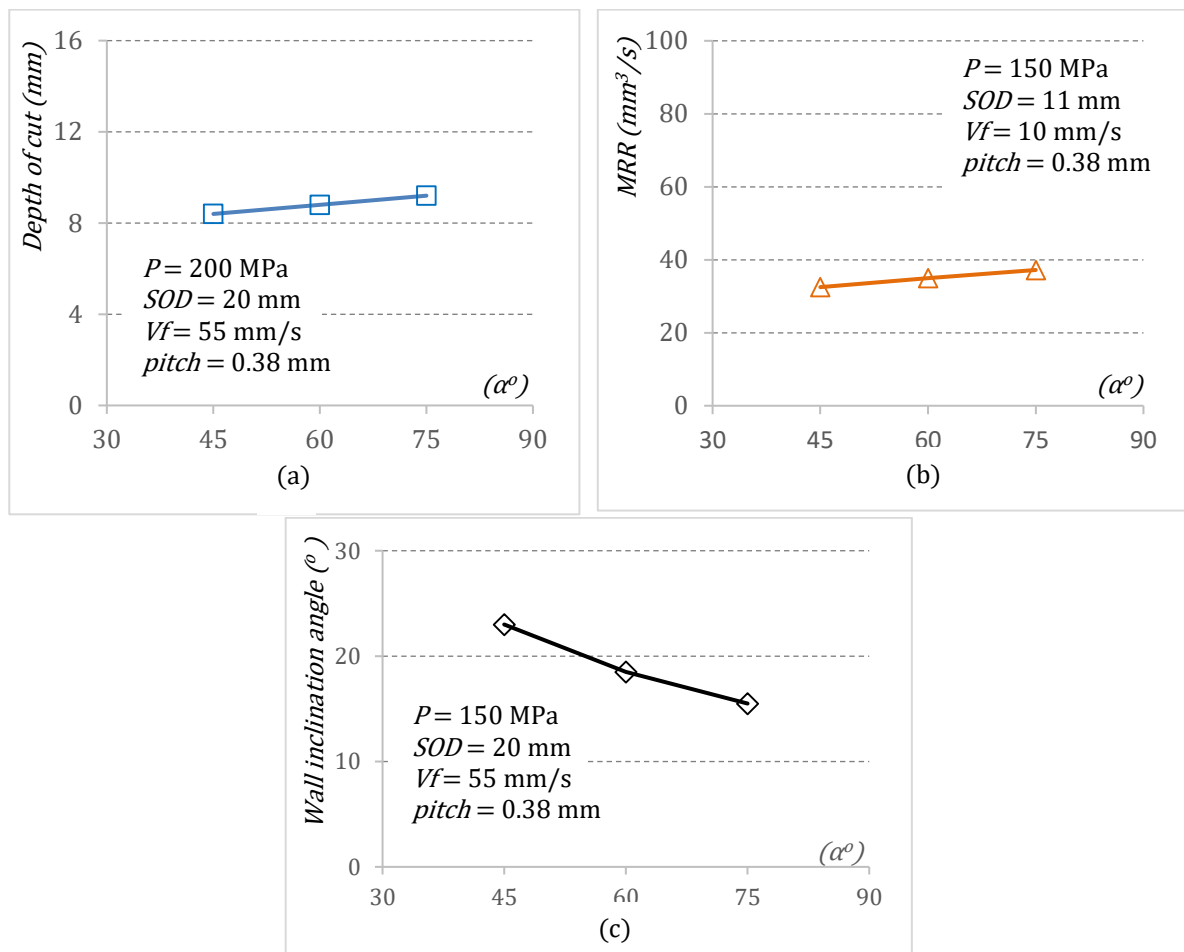 Depth of cut (mm)
16
12
8
4
0
P = 200 MPa
SOD = 20 mm
Vf = 55 mm/s
pitch = 0.38 mm
(α°)
30 45 60 75 90
(a)
MRR (mm³/s)
100
80
60
40
20
0
P = 150 MPa
SOD = 11 mm
Vf = 10 mm/s
pitch = 0.38 mm
(α°)
30 45 60 75 90
(b)
Wall inclination angle (°)
30
20
10
0
P = 150 MPa
SOD = 20 mm
Vf = 55 mm/s
pitch = 0.38 mm
(α°)
30 45 60 75 90
(c)